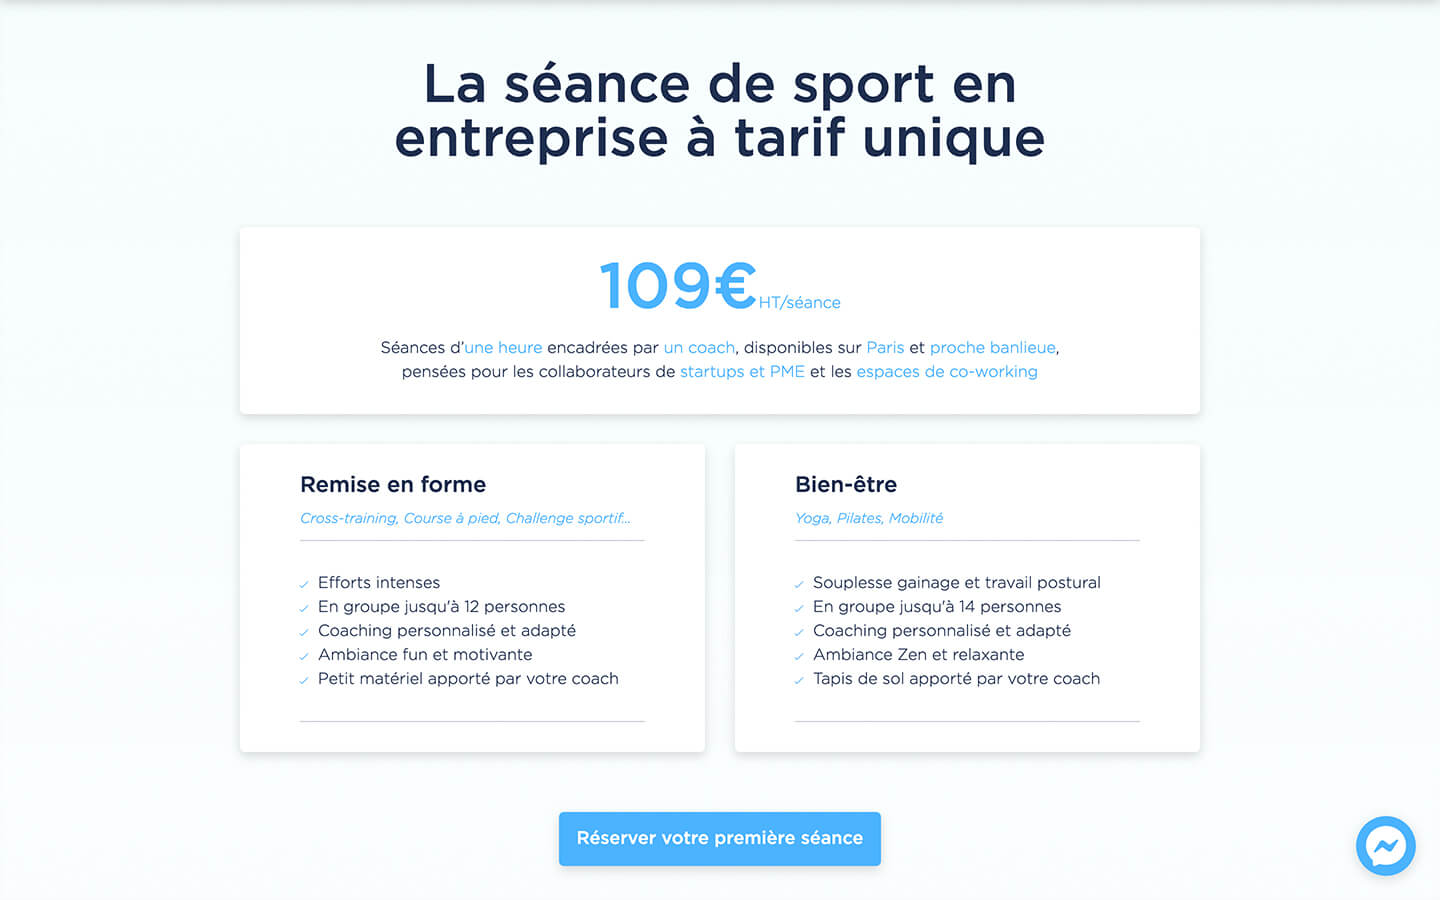 La séance de sport en
entreprise à tarif unique
109€HT/séance
Séances d'une heure encadrées par un coach, disponibles sur Paris et proche banlieue,
pensées pour les collaborateurs de startups et PME et les espaces de co-working
Remise en forme
Cross-training, Course à pied, Challenge sportif...
Efforts intenses
En groupe jusqu'à 12 personnes
Coaching personnalisé et adapté
Ambiance fun et motivante
Petit matériel apporté par votre coach
Bien-être
Yoga, Pilates, Mobilité
Souplesse gainage et travail postural
En groupe jusqu'à 14 personnes
Coaching personnalisé et adapté
Ambiance Zen et relaxante
Tapis de sol apporté par votre coach
Réserver votre première séance